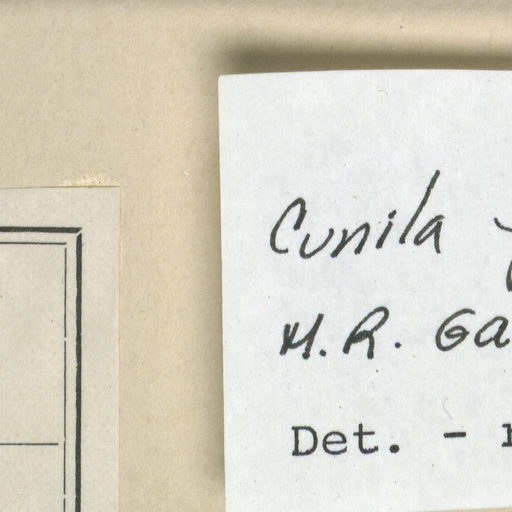 Cunila
M. R. Ga
Det. -